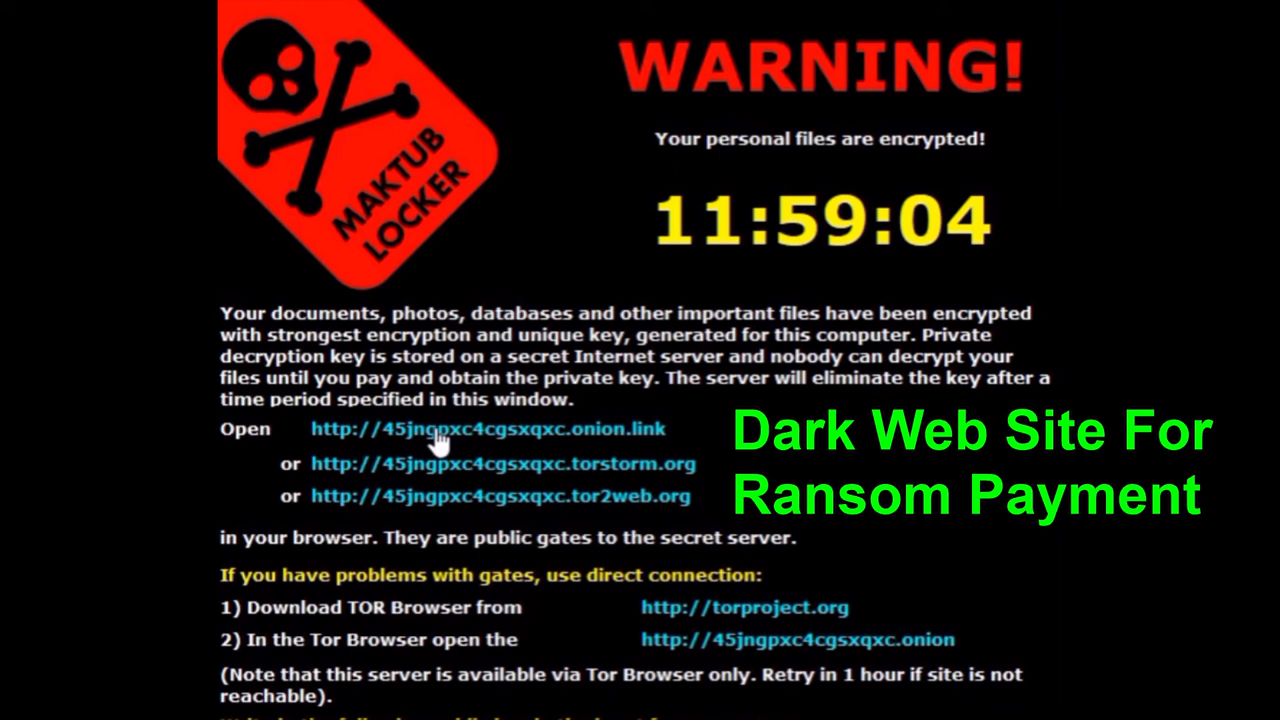 MAKTUB
LOCKER
WARNING!
Your personal files are encrypted!
11:59:04
Your documents, photos, databases and other important files have been encrypted
with strongest encryption and unique key, generated for this computer. Private
decryption key is stored on a secret Internet server and nobody can decrypt your
files until you pay and obtain the private key. The server will eliminate the key after a
time period specified in this window.
Open http://45jngpxc4cgsxqxc.onion.link
or http://45jngpxc4cgsxqxc.torstorm.org
or http://45jngpxc4cgsxqxc.tor2web.org
Dark Web Site For
Ransom Payment
in your browser. They are public gates to the secret server.
If you have problems with gates, use direct connection:
1) Download TOR Browser from http://torproject.org
2) In the Tor Browser open the http://45jngpxc4cgsxqxc.onion
(Note that this server is available via Tor Browser only. Retry in 1 hour if site is not
reachable).